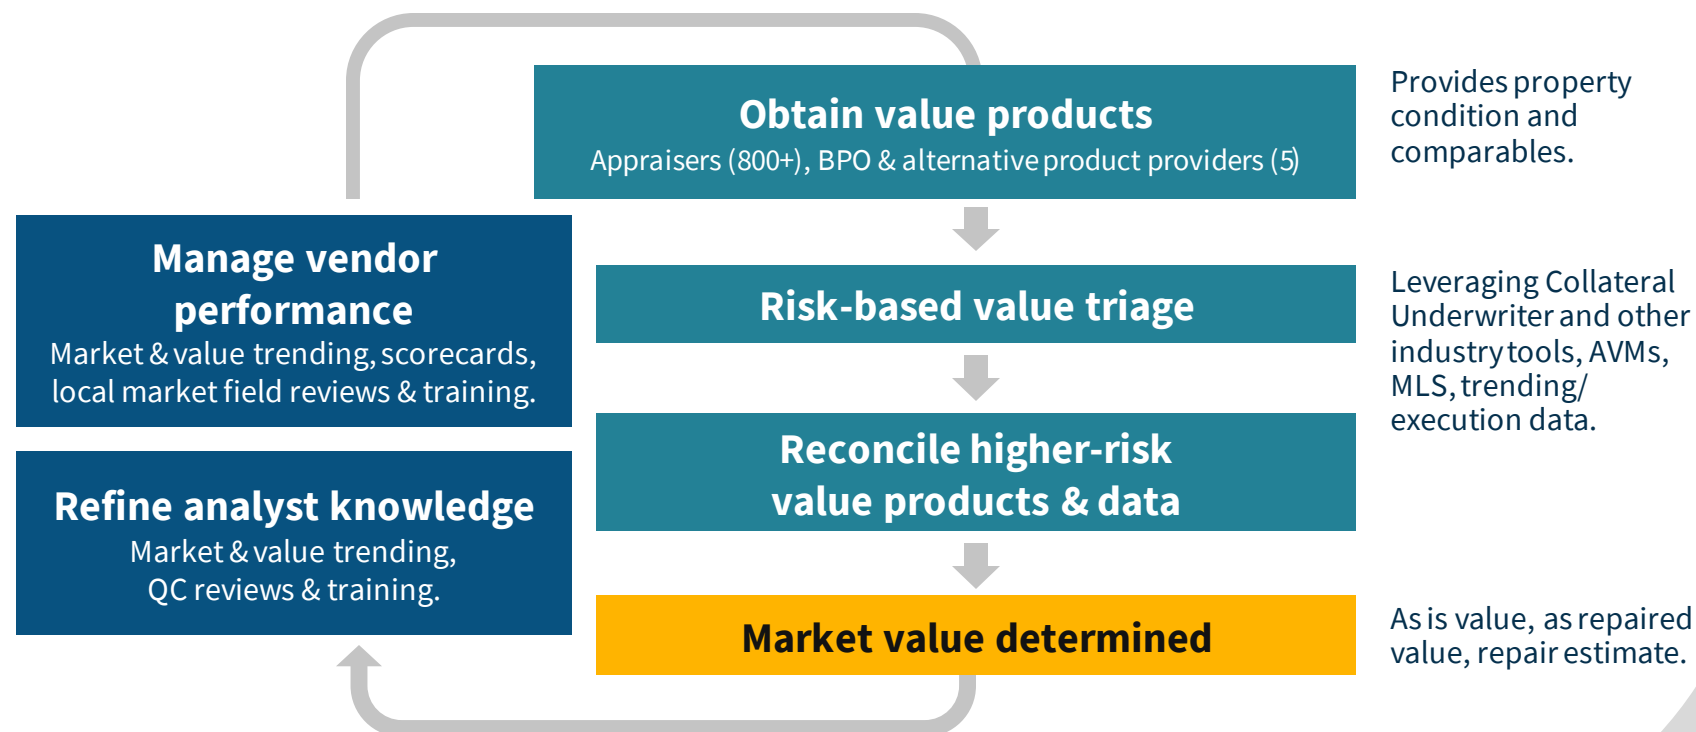 Obtain value products
Appraisers (800+), BPO & alternative product providers (5)
Provides property
condition and
comparables.
Manage vendor
performance
Market & value trending, scorecards,
local market field reviews & training.
Risk-based value triage
Leveraging Collateral
Underwriter and other
industry tools, AVMs,
MLS, trending/
execution data.
Reconcile higher-risk
value products & data
Refine analyst knowledge
Market & value trending,
QC reviews & training.
Market value determined
As is value, as repaired
value, repair estimate.